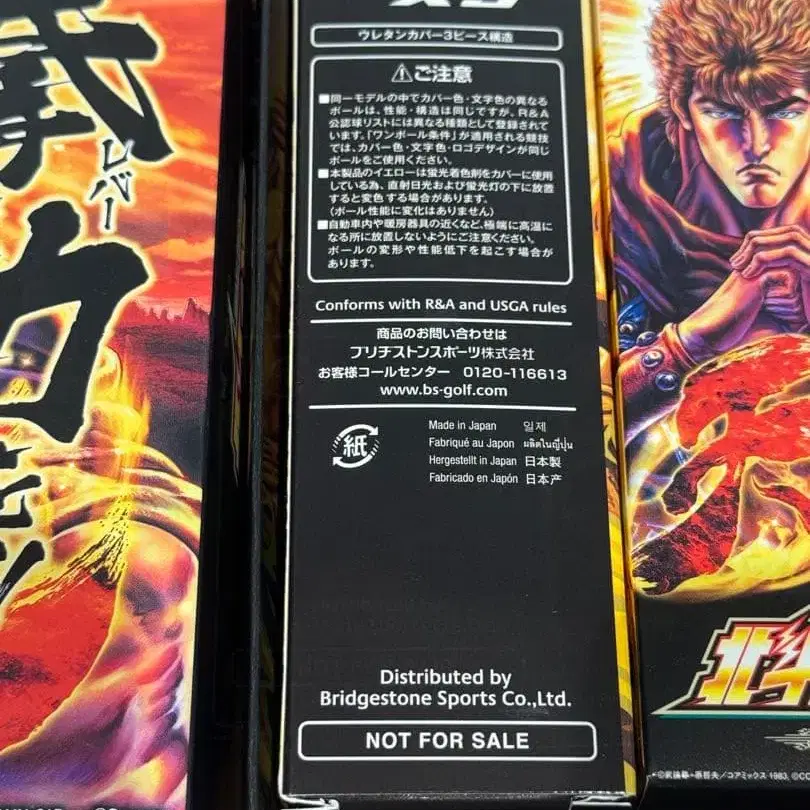 レバー
ウレタンカバー3ピース構造
⚠ご注意
■同一モデルの中でカバー色・文字色の異なる
ボールは、性能・構造は同じですが、R&A
公認球リストには異なる種類として登録されて
います。「ワンボール条件」が適用される競技
では、カバー色・文字色・ロゴデザインが同じ
ボールをご使用ください。
■本製品のイエローは蛍光着色剤をカバーに使用
している為、直射日光および蛍光灯の下に放置
すると変色する場合があります。
(ボール性能に変化はありません)
■自動車内や暖房器具の近くなど、極端に高温に
なる所に放置しないようにご注意ください。
ボールの変形や性能低下を起こす場合が
あります。
Conforms with R&A and USGA rules
商品のお問い合わせは
ブリヂストンスポーツ株式会社
お客様コールセンター 0120-116613
www.bs-golf.com
紙
Made in Japan 일제
Fabriqué au Japon ผลิตในญี่ปุ่น
Hergestellt in Japan 日本製
Fabricado en Japón 日本产
Distributed by
Bridgestone Sports Co.,Ltd.
NOT FOR SALE
北斗
©武論尊・原哲夫/コアミックス 1983,